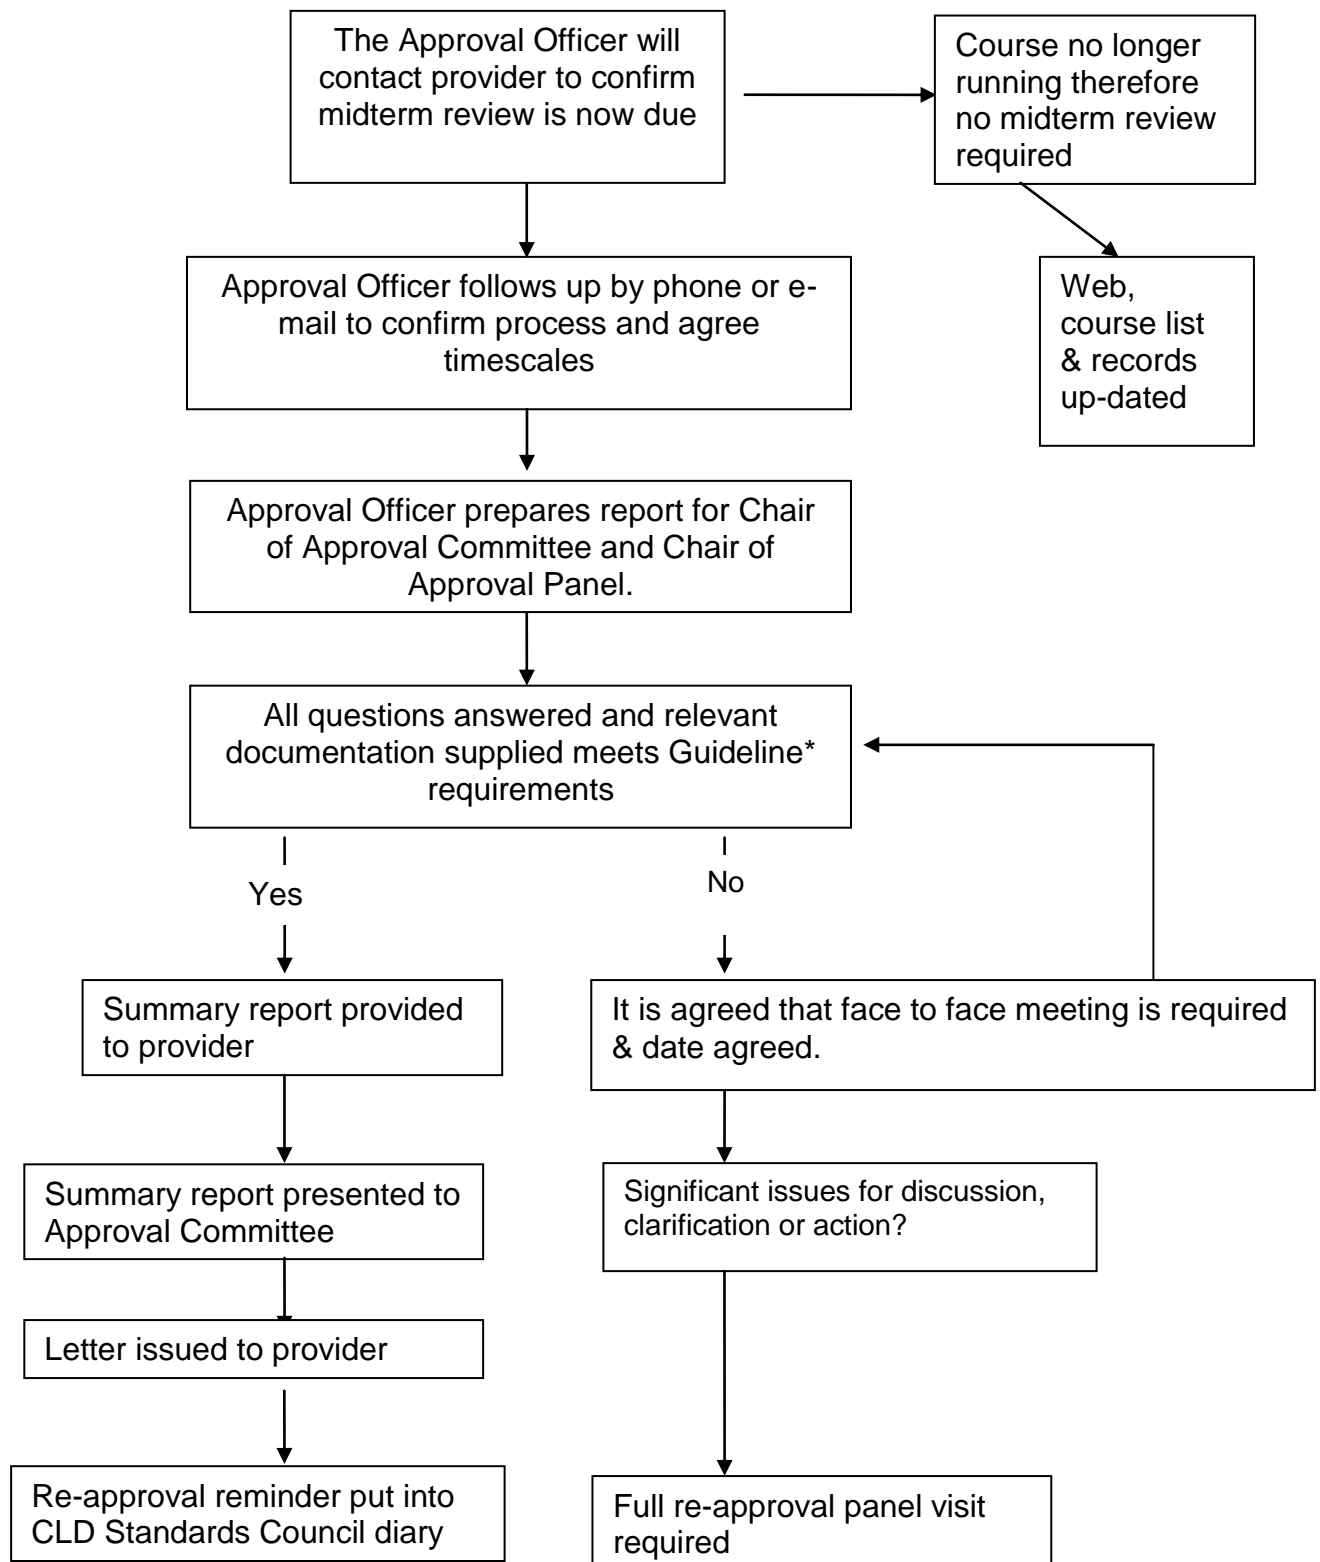 The Approval Officer will
contact provider to confirm
midterm review is now due
Course no longer
running therefore
no midterm review
required
Approval Officer follows up by phone or e-
mail to confirm process and agree
timescales
Web,
course list
& records
up-dated
Approval Officer prepares report for Chair
of Approval Committee and Chair of
Approval Panel.
All questions answered and relevant
documentation supplied meets Guideline*
requirements
Yes
No
Summary report provided
to provider
It is agreed that face to face meeting is required
& date agreed.
Summary report presented to
Approval Committee
Significant issues for discussion,
clarification or action?
Letter issued to provider
Re-approval reminder put into
CLD Standards Council diary
Full re-approval panel visit
required